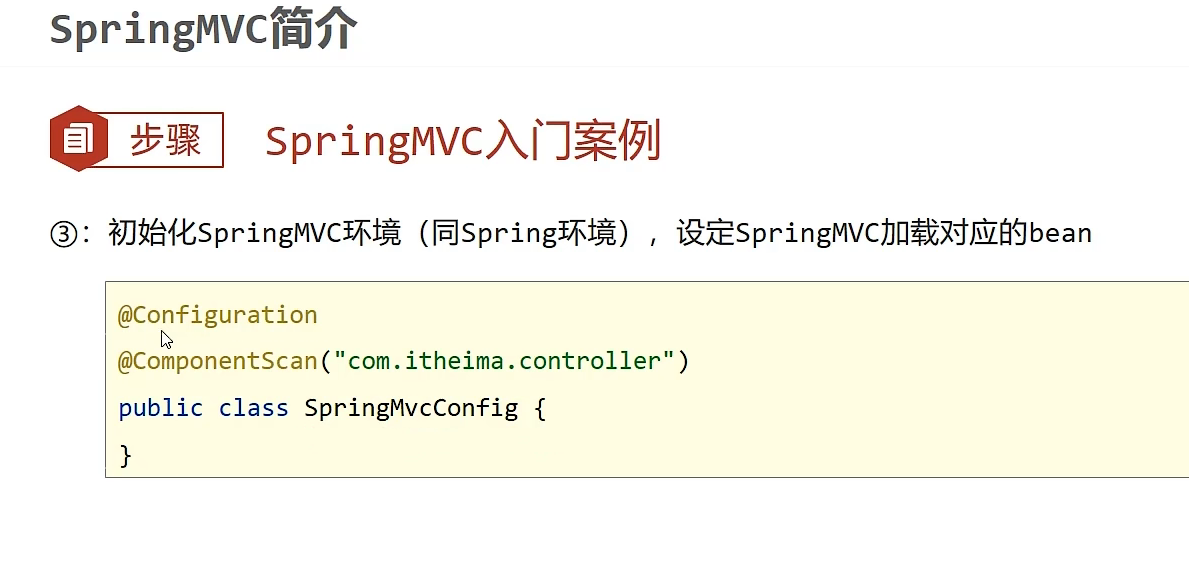 SpringMVC简介
步骤 SpringMVC入门案例
③：初始化SpringMVC环境（同Spring环境），设定SpringMVC加载对应的bean
@Configuration
@ComponentScan("com.itheima.controller")
public class SpringMvcConfig {
}